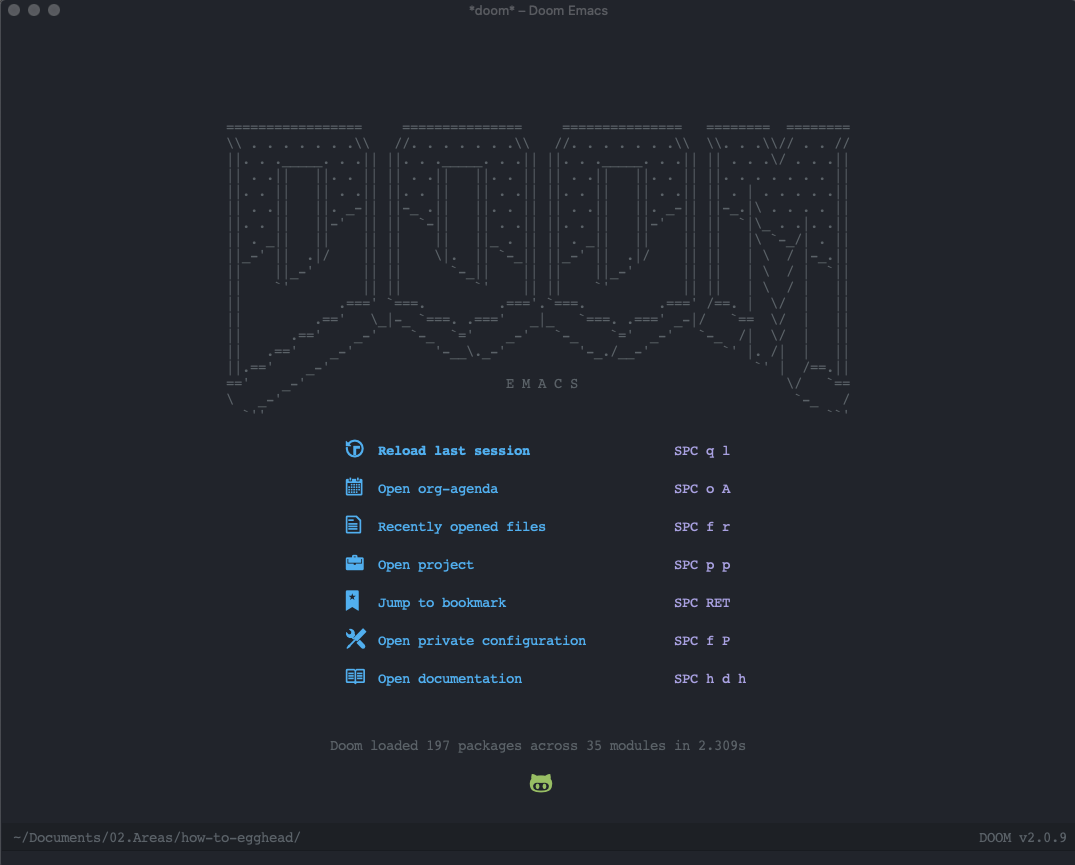 *doom* – Doom Emacs
E M A C S
Reload last session SPC q l
Open org-agenda SPC o A
Recently opened files SPC f r
Open project SPC p p
Jump to bookmark SPC RET
Open private configuration SPC f P
Open documentation SPC h d h
Doom loaded 197 packages across 35 modules in 2.309s
~/Documents/02.Areas/how-to-egghead/ DOOM v2.0.9